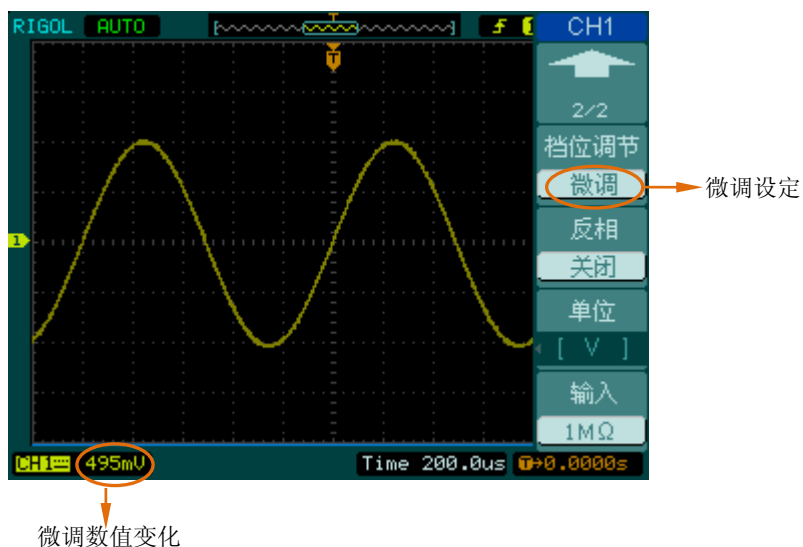 RIGOL AUTO T CH1
T
2/2
档位调节
微调
微调设定
反相
1
关闭
单位
[ V ]
输入
1MΩ
CH1 495mV Time 200.0us T→0.0000s
微调数值变化